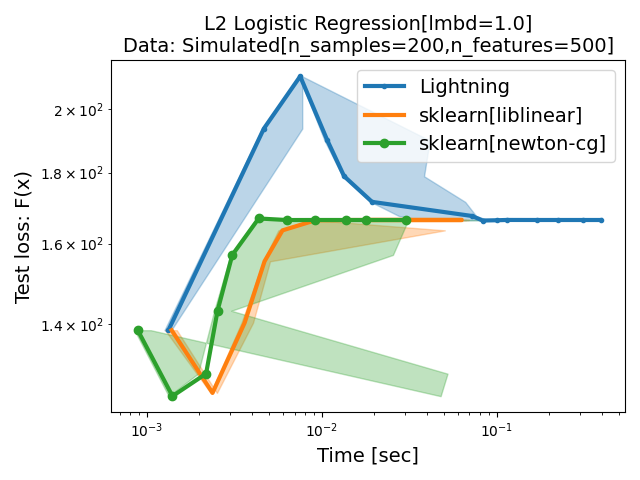 L2 Logistic Regression[lmbd=1.0]
Data: Simulated[n_samples=200,n_features=500]
Test loss: F(x)
2 × 10²
1.8 × 10²
1.6 × 10²
1.4 × 10²
Lightning
sklearn[liblinear]
sklearn[newton-cg]
10⁻³
10⁻²
10⁻¹
Time [sec]